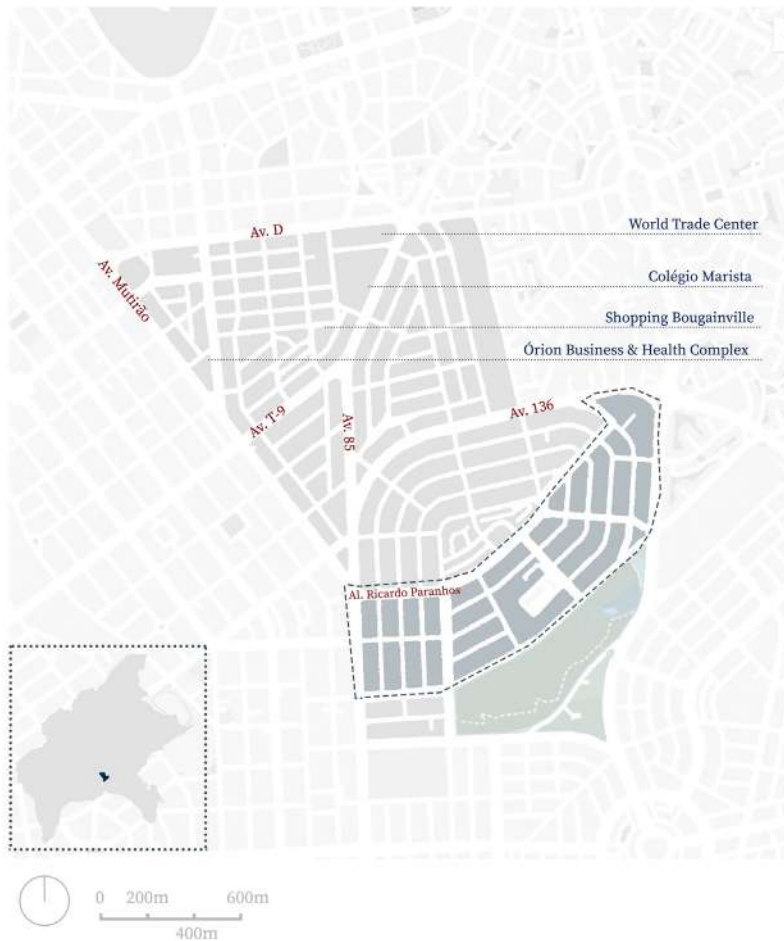 World Trade Center
Av. D
Colégio Marista
Av. Mutirão
Shopping Bougainville
Órion Business & Health Complex
Av. 136
Av. T-9
Av. 85
Al. Ricardo Paranhos
0 200m 600m
400m